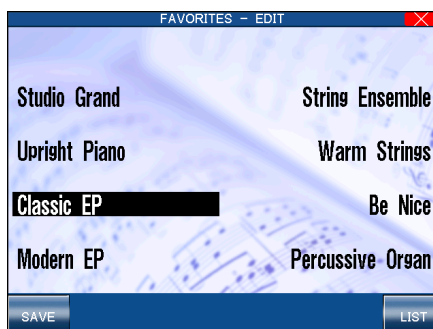 FAVORITES - EDIT
Studio Grand
String Ensemble
Upright Piano
Warm Strings
Classic EP
Be Nice
Modern EP
Percussive Organ
SAVE
LIST